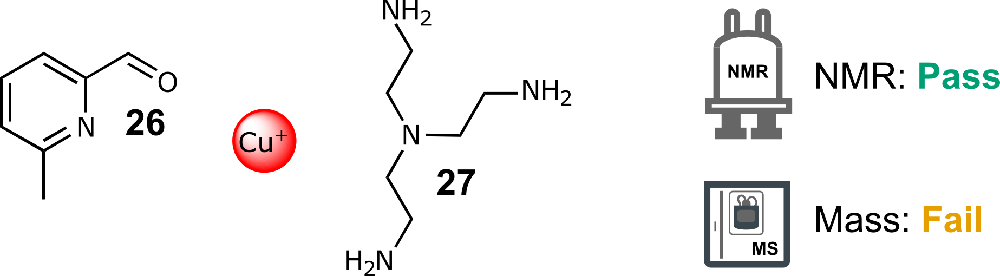 NH₂
O
N
26
Cu⁺
NH₂
N
27
H₂N
NMR
NMR: Pass
MS
Mass: Fail